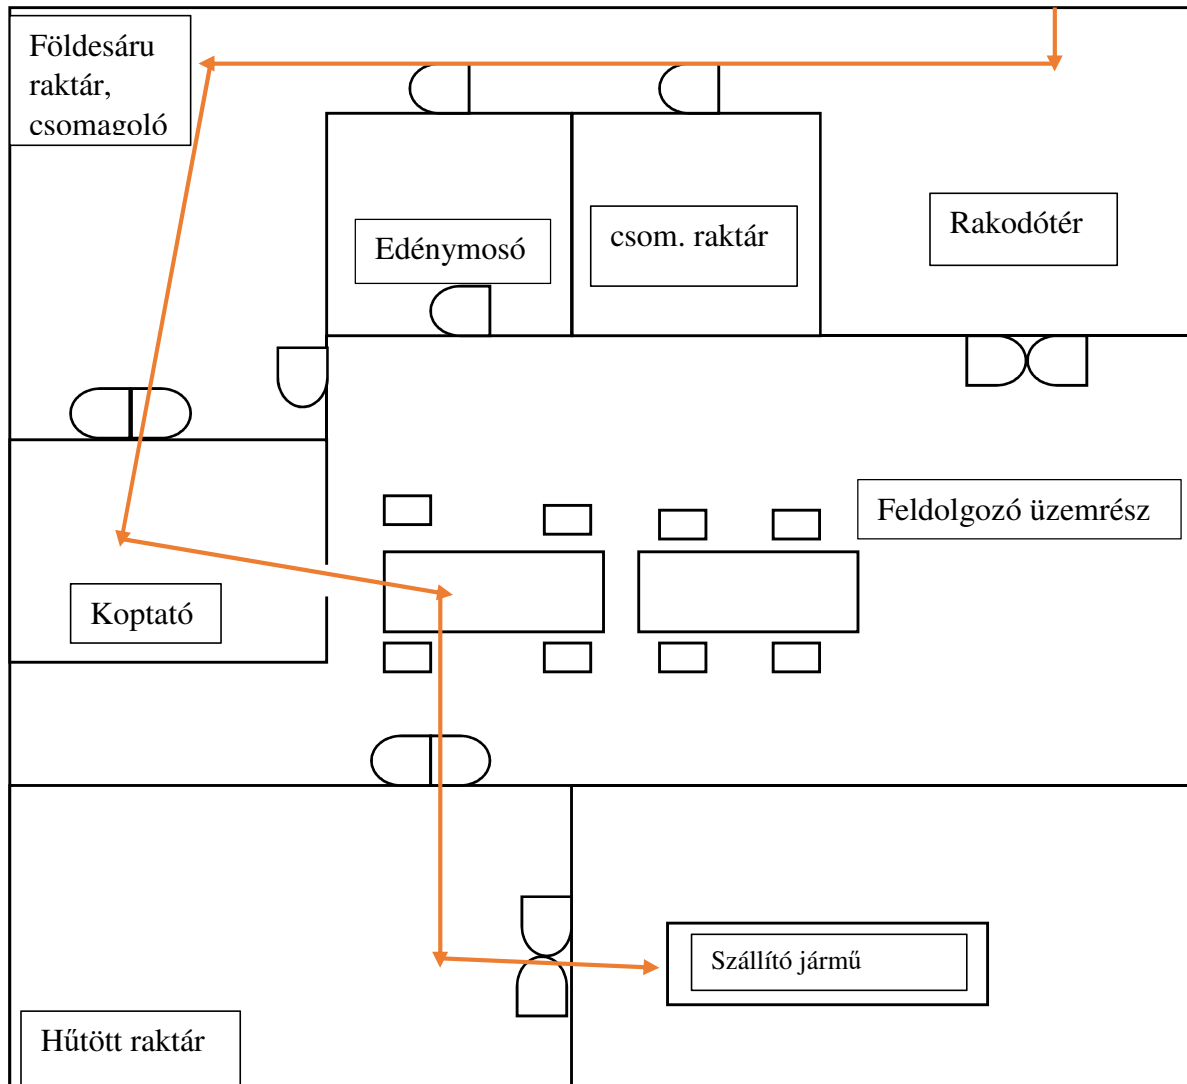 Földesáru
raktár,
csomagoló
Edénymosó
csom. raktár
Rakodótér
Feldolgozó üzemrész
Koptató
Szállító jármű
Hűtött raktár